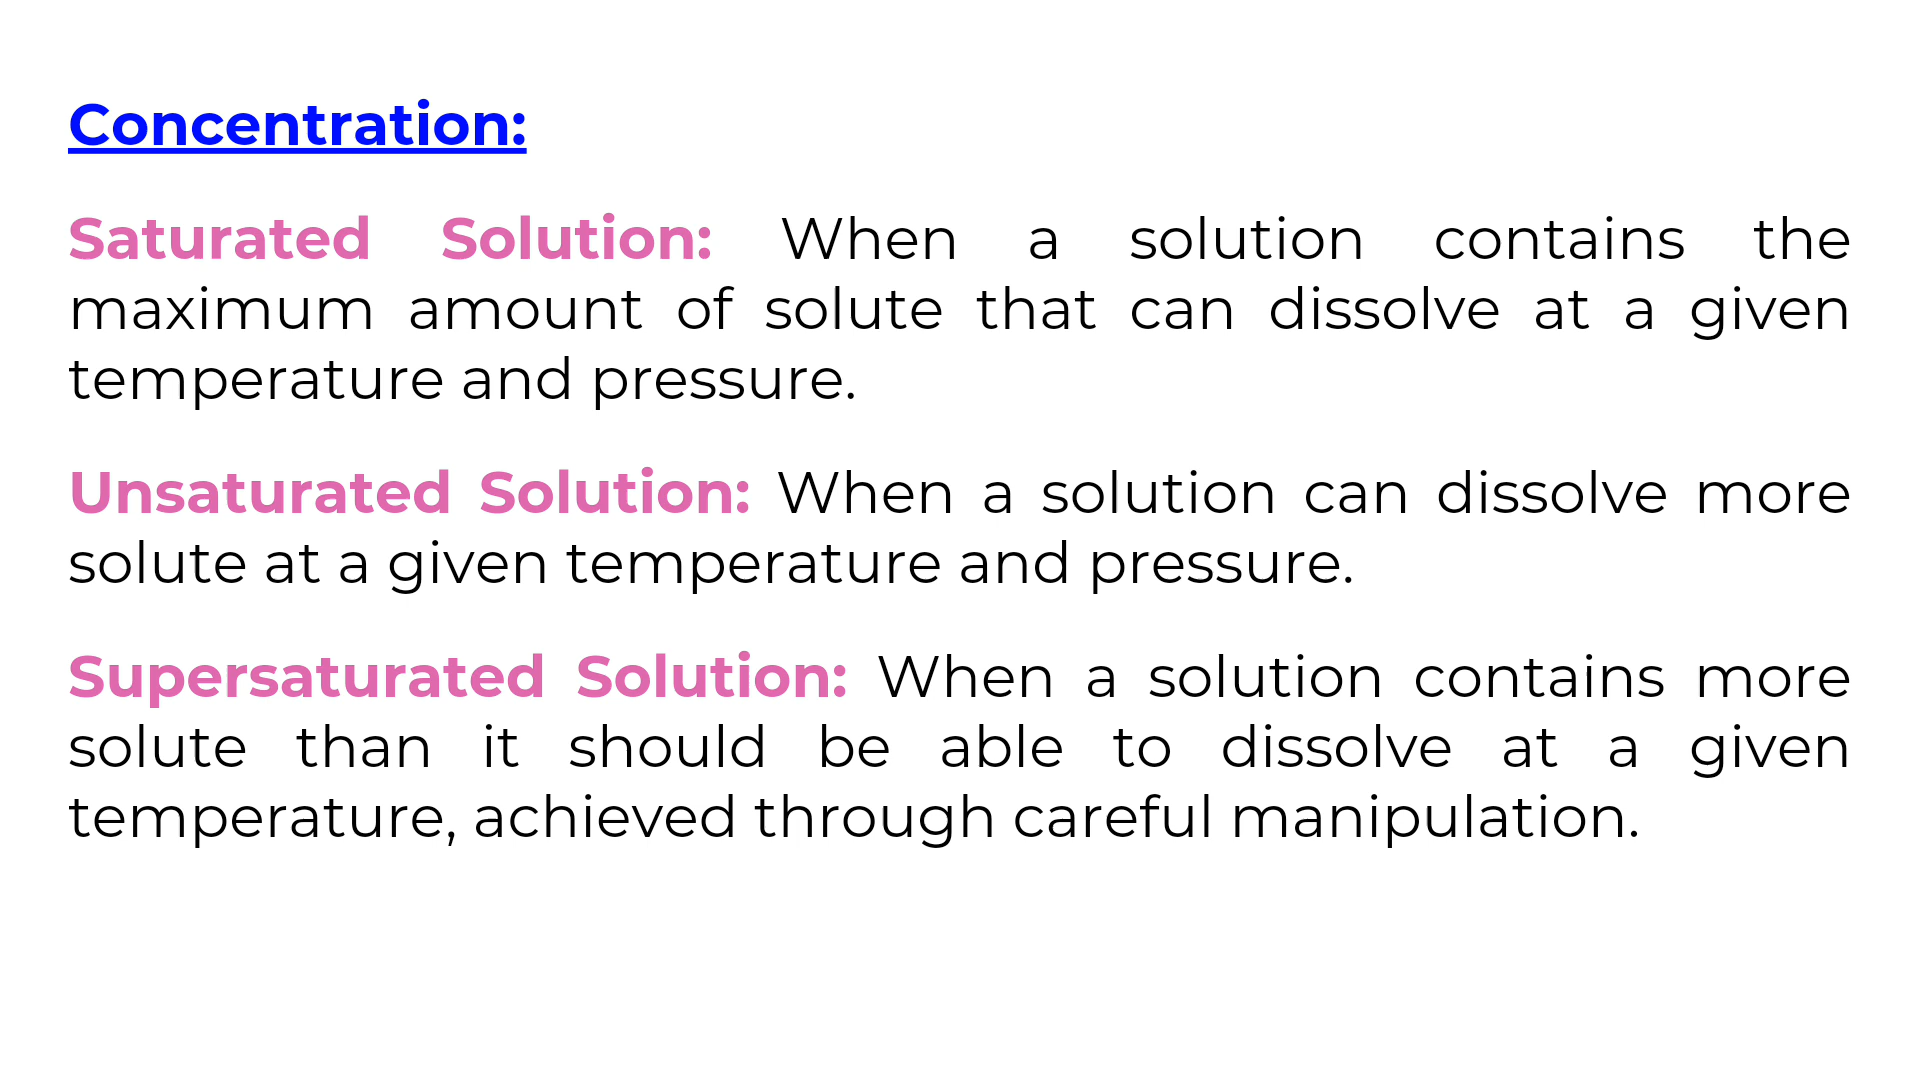 Concentration:
Saturated Solution: When a solution contains the
maximum amount of solute that can dissolve at a given
temperature and pressure.
Unsaturated Solution: When a solution can dissolve more
solute at a given temperature and pressure.
Supersaturated Solution: When a solution contains more
solute than it should be able to dissolve at a given
temperature, achieved through careful manipulation.